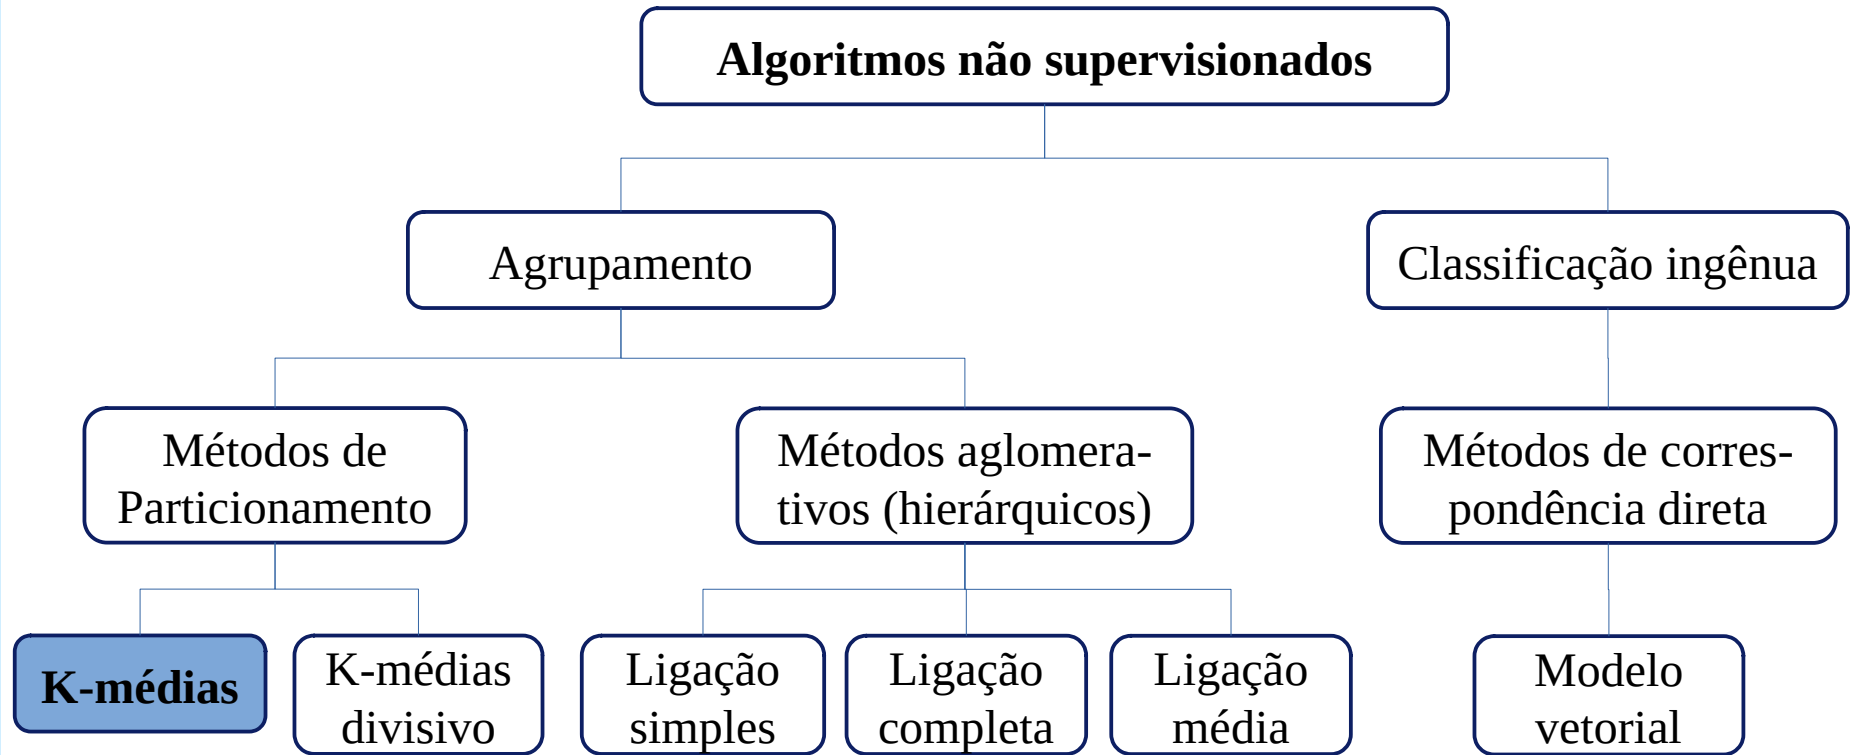 Algoritmos não supervisionados
Agrupamento
Classificação ingênua
Métodos de
Particionamento
Métodos aglomera-
tivos (hierárquicos)
Métodos de corres-
pondência direta
K-médias
K-médias
divisivo
Ligação
simples
Ligação
completa
Ligação
média
Modelo
vetorial